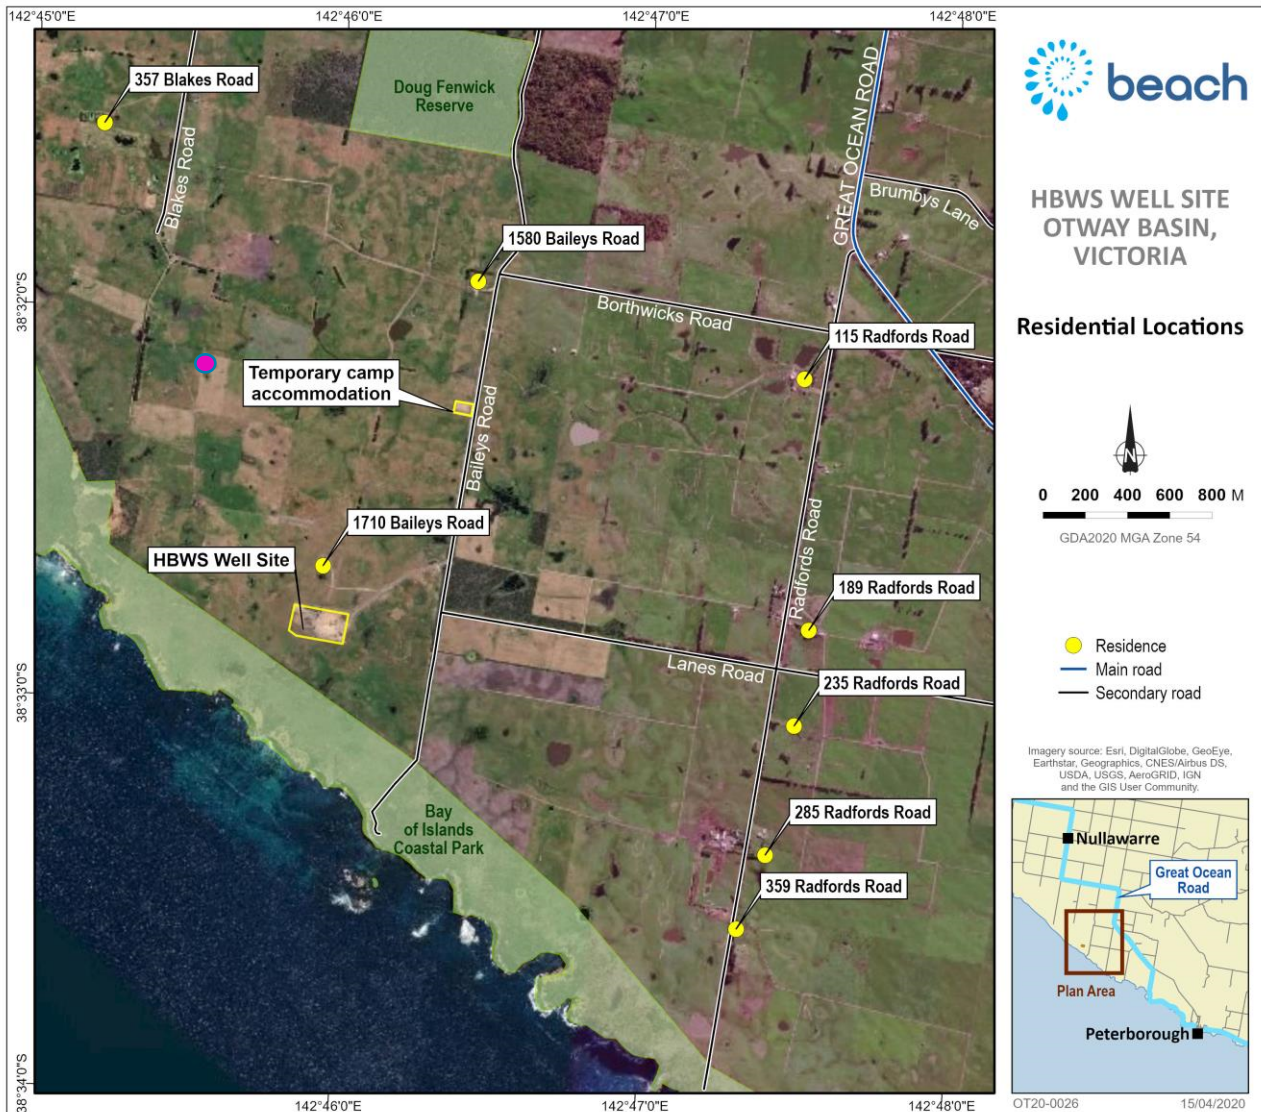 142°45'0"E
142°46'0"E
142°47'0"E
142°48'0"E
357 Blakes Road
Doug Fenwick
Reserve
Blakes Road
GREAT OCEAN ROAD
Brumbys Lane
1580 Baileys Road
38°32'0"S
Borthwicks Road
115 Radfords Road
Temporary camp
accommodation
Baileys Road
1710 Baileys Road
HBWS Well Site
Radfords Road
189 Radfords Road
Lanes Road
38°33'0"S
235 Radfords Road
285 Radfords Road
Bay
of Islands
Coastal Park
359 Radfords Road
38°34'0"S
142°46'0"E
142°47'0"E
142°48'0"E
beach
HBWS WELL SITE
OTWAY BASIN,
VICTORIA
Residential Locations
N
0 200 400 600 800 M
GDA2020 MGA Zone 54
Residence
Main road
Secondary road
Imagery source: Esri, DigitalGlobe, GeoEye,
Earthstar, Geographics, CNES/Airbus DS,
USDA, USGS, AeroGRID, IGN
and the GIS User Community.
Nullawarre
Great Ocean
Road
Plan Area
Peterborough
OT20-0026
15/04/2020